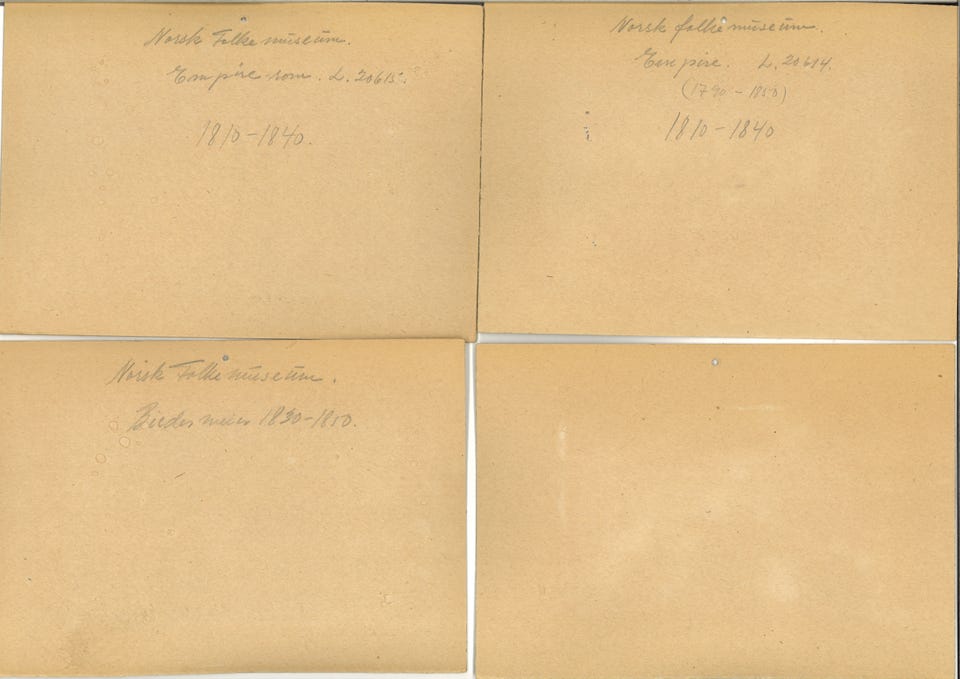 Norsk Folkemuseum.
Empire rom. L. 20615.
1810-1840.
Norsk folkemuseum.
Empire. L. 20614.
(1790-1850)
1810-1840
Norsk Folkemuseum.
Biedermeier 1830-1850.